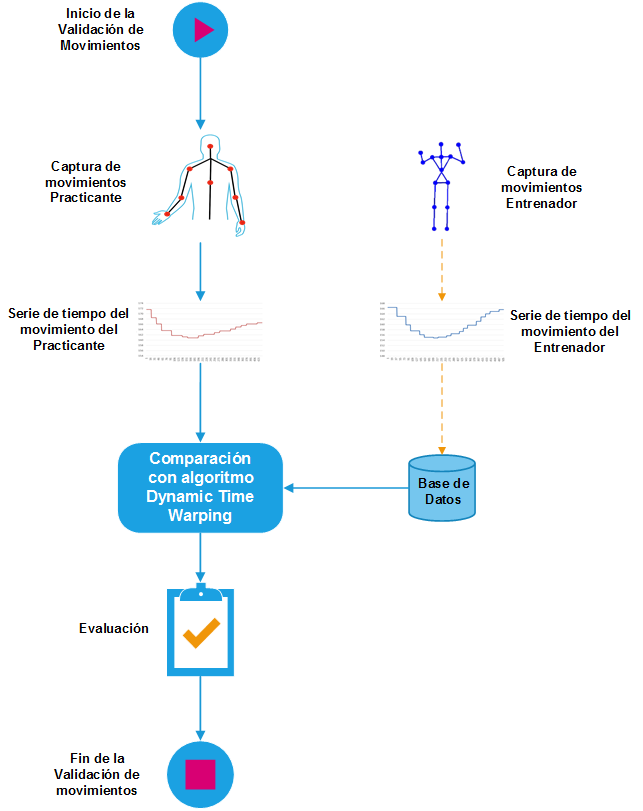 Inicio de la
Validación de
Movimientos
Captura de
movimientos
Practicante
Captura de
movimientos
Entrenador
Serie de tiempo del
movimiento del
Practicante
Serie de tiempo del
movimiento del
Entrenador
Comparación
con algoritmo
Dynamic Time
Warping
Base de
Datos
Evaluación
Fin de la
Validación de
movimientos